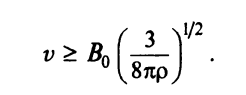 υ ≥ B₀ (3/8πρ)^{1/2}.